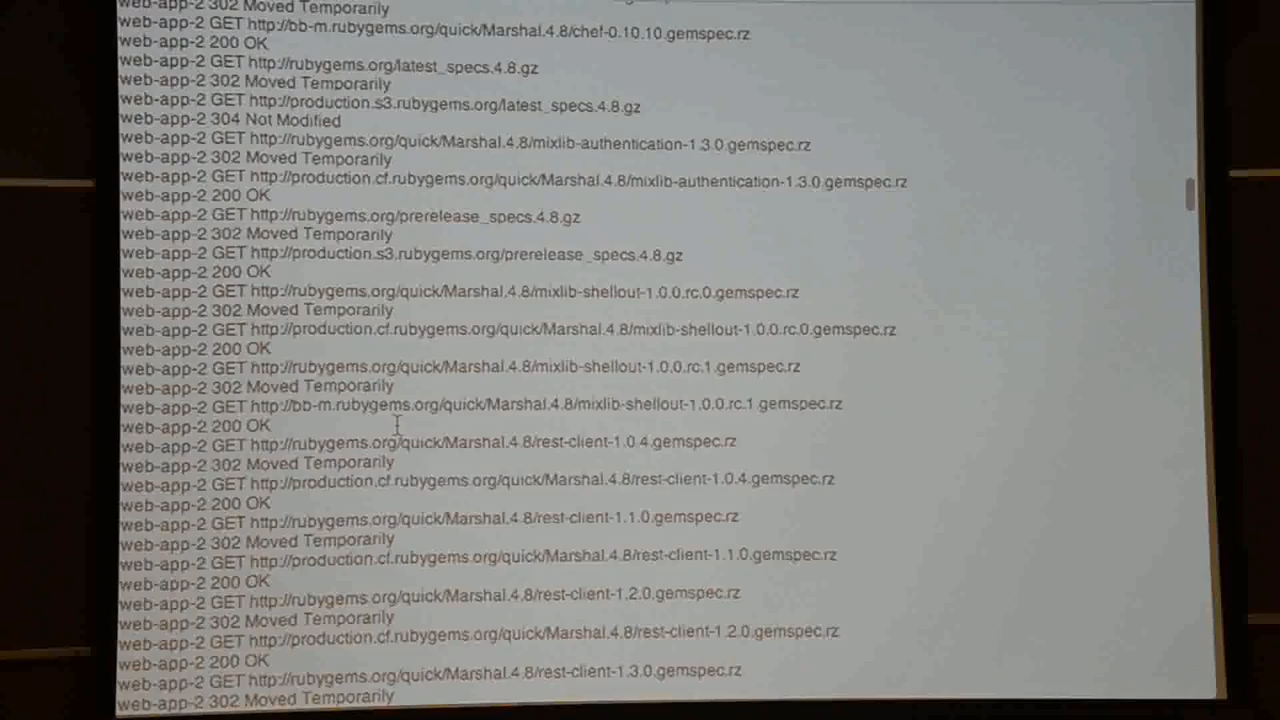 web-app-2 302 Moved Temporarily
web-app-2 GET http://bb-m.rubygems.org/quick/Marshal.4.8/chef-0.10.10.gemspec.rz
web-app-2 200 OK
web-app-2 GET http://rubygems.org/latest_specs.4.8.gz
web-app-2 302 Moved Temporarily
web-app-2 GET http://production.s3.rubygems.org/latest_specs.4.8.gz
web-app-2 304 Not Modified
web-app-2 GET http://rubygems.org/quick/Marshal.4.8/mixlib-authentication-1.3.0.gemspec.rz
web-app-2 302 Moved Temporarily
web-app-2 GET http://production.cf.rubygems.org/quick/Marshal.4.8/mixlib-authentication-1.3.0.gemspec.rz
web-app-2 200 OK
web-app-2 GET http://rubygems.org/prerelease_specs.4.8.gz
web-app-2 302 Moved Temporarily
web-app-2 GET http://production.s3.rubygems.org/prerelease_specs.4.8.gz
web-app-2 200 OK
web-app-2 GET http://rubygems.org/quick/Marshal.4.8/mixlib-shellout-1.0.0.rc.0.gemspec.rz
web-app-2 302 Moved Temporarily
web-app-2 GET http://production.cf.rubygems.org/quick/Marshal.4.8/mixlib-shellout-1.0.0.rc.0.gemspec.rz
web-app-2 200 OK
web-app-2 GET http://rubygems.org/quick/Marshal.4.8/mixlib-shellout-1.0.0.rc.1.gemspec.rz
web-app-2 302 Moved Temporarily
web-app-2 GET http://bb-m.rubygems.org/quick/Marshal.4.8/mixlib-shellout-1.0.0.rc.1.gemspec.rz
web-app-2 200 OK
web-app-2 GET http://rubygems.org/quick/Marshal.4.8/rest-client-1.0.4.gemspec.rz
web-app-2 302 Moved Temporarily
web-app-2 GET http://production.cf.rubygems.org/quick/Marshal.4.8/rest-client-1.0.4.gemspec.rz
web-app-2 200 OK
web-app-2 GET http://rubygems.org/quick/Marshal.4.8/rest-client-1.1.0.gemspec.rz
web-app-2 302 Moved Temporarily
web-app-2 GET http://production.cf.rubygems.org/quick/Marshal.4.8/rest-client-1.1.0.gemspec.rz
web-app-2 200 OK
web-app-2 GET http://rubygems.org/quick/Marshal.4.8/rest-client-1.2.0.gemspec.rz
web-app-2 302 Moved Temporarily
web-app-2 GET http://production.cf.rubygems.org/quick/Marshal.4.8/rest-client-1.2.0.gemspec.rz
web-app-2 200 OK
web-app-2 GET http://rubygems.org/quick/Marshal.4.8/rest-client-1.3.0.gemspec.rz
web-app-2 302 Moved Temporarily